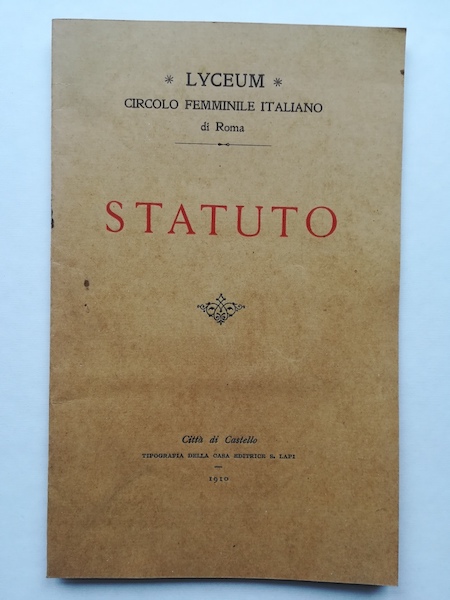 * LYCEUM *
CIRCOLO FEMMINILE ITALIANO
di Roma
STATUTO
Città di Castello
TIPOGRAFIA DELLA CASA EDITRICE S. LAPI
1910